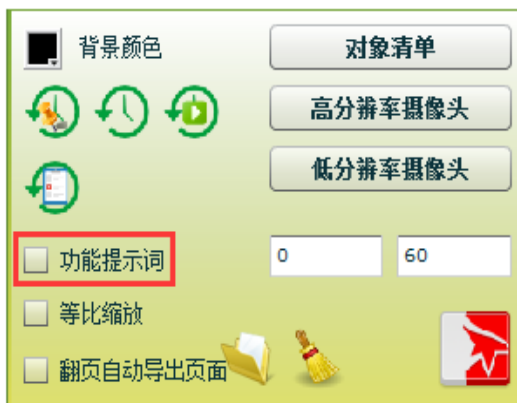 背景颜色
对象清单
高分辨率摄像头
低分辨率摄像头
功能提示词
0
60
等比缩放
翻页自动导出页面